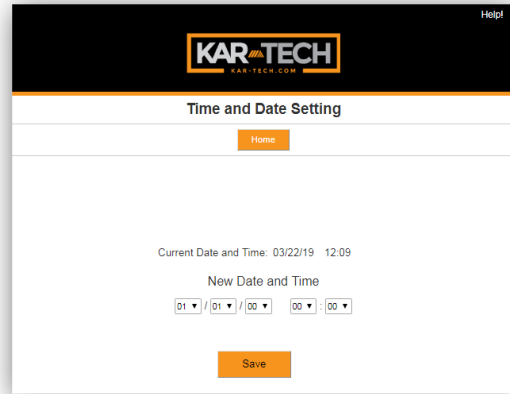 Help!
KAR-TECH
KAR-TECH.COM
Time and Date Setting
Home
Current Date and Time: 03/22/19 12:09
New Date and Time
01 / 01 / 00 00 : 00
Save